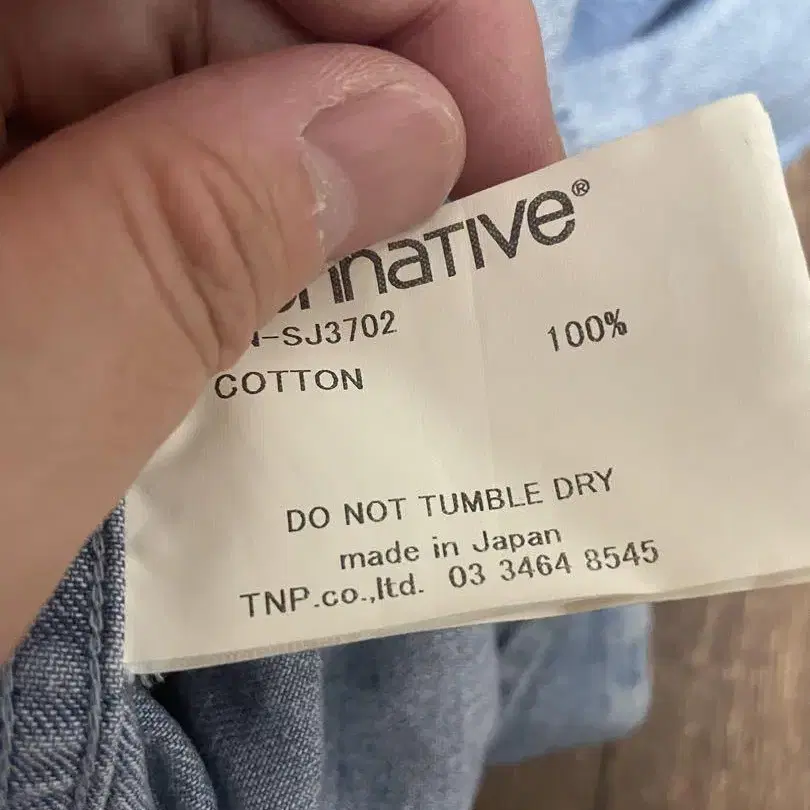 native®
-SJ3702 100%
COTTON
DO NOT TUMBLE DRY
made in Japan
TNP.co.,ltd. 03 3464 8545